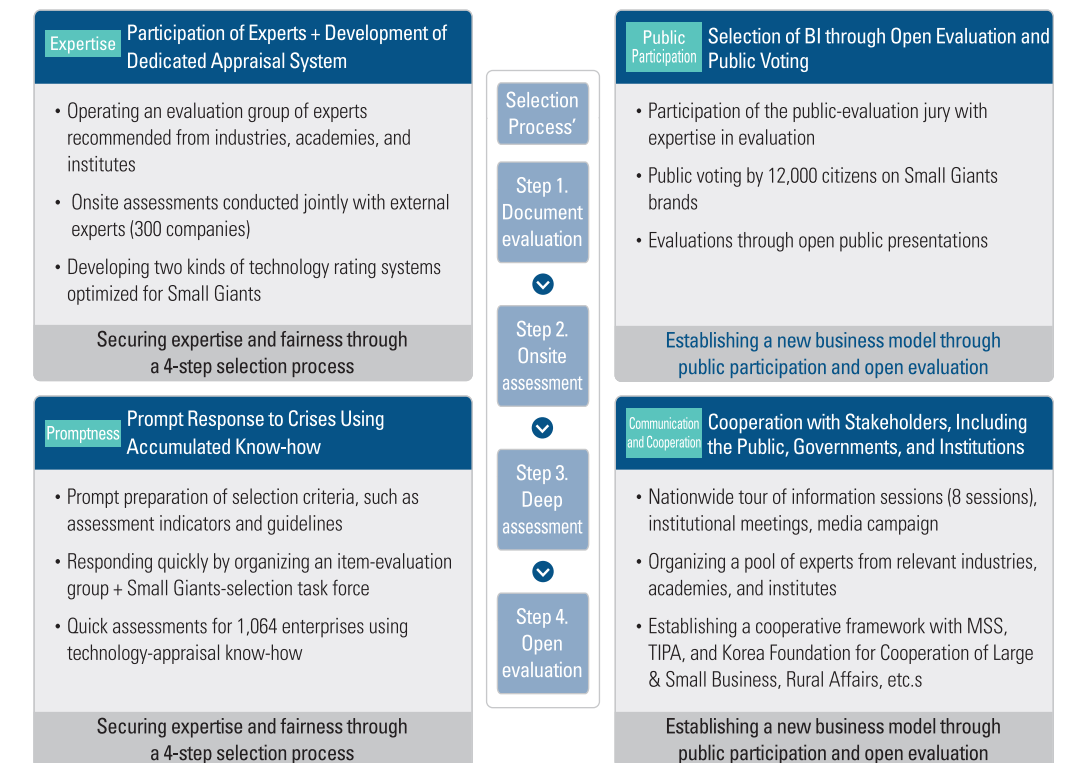 Expertise
Participation of Experts + Development of
Dedicated Appraisal System
• Operating an evaluation group of experts
recommended from industries, academies, and
institutes
• Onsite assessments conducted jointly with external
experts (300 companies)
• Developing two kinds of technology rating systems
optimized for Small Giants
Securing expertise and fairness through
a 4-step selection process
Promptness
Prompt Response to Crises Using
Accumulated Know-how
• Prompt preparation of selection criteria, such as
assessment indicators and guidelines
• Responding quickly by organizing an item-evaluation
group + Small Giants-selection task force
• Quick assessments for 1,064 enterprises using
technology-appraisal know-how
Securing expertise and fairness through
a 4-step selection process
Selection
Process’
Step 1.
Document
evaluation
Step 2.
Onsite
assessment
Step 3.
Deep
assessment
Step 4.
Open
evaluation
Public
Participation
Selection of BI through Open Evaluation and
Public Voting
• Participation of the public-evaluation jury with
expertise in evaluation
• Public voting by 12,000 citizens on Small Giants
brands
• Evaluations through open public presentations
Establishing a new business model through
public participation and open evaluation
Communication
and Cooperation
Cooperation with Stakeholders, Including
the Public, Governments, and Institutions
• Nationwide tour of information sessions (8 sessions),
institutional meetings, media campaign
• Organizing a pool of experts from relevant industries,
academies, and institutes
• Establishing a cooperative framework with MSS,
TIPA, and Korea Foundation for Cooperation of Large
& Small Business, Rural Affairs, etc.s
Establishing a new business model through
public participation and open evaluation